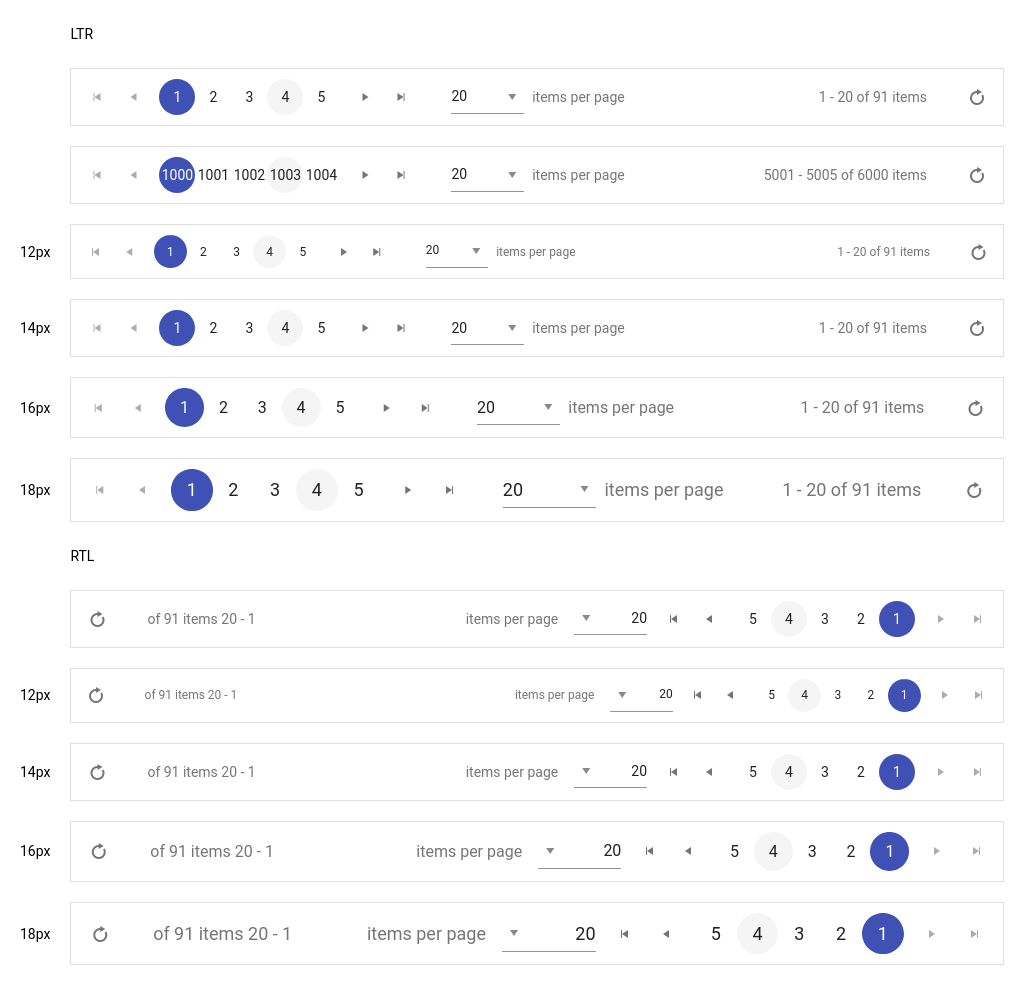 LTR
1 2 3 4 5 20 items per page 1 - 20 of 91 items
1000 1001 1002 1003 1004 20 items per page 5001 - 5005 of 6000 items
12px 1 2 3 4 5 20 items per page 1 - 20 of 91 items
14px 1 2 3 4 5 20 items per page 1 - 20 of 91 items
16px 1 2 3 4 5 20 items per page 1 - 20 of 91 items
18px 1 2 3 4 5 20 items per page 1 - 20 of 91 items
RTL
of 91 items 20 - 1 items per page 20 5 4 3 2 1
12px of 91 items 20 - 1 items per page 20 5 4 3 2 1
14px of 91 items 20 - 1 items per page 20 5 4 3 2 1
16px of 91 items 20 - 1 items per page 20 5 4 3 2 1
18px of 91 items 20 - 1 items per page 20 5 4 3 2 1